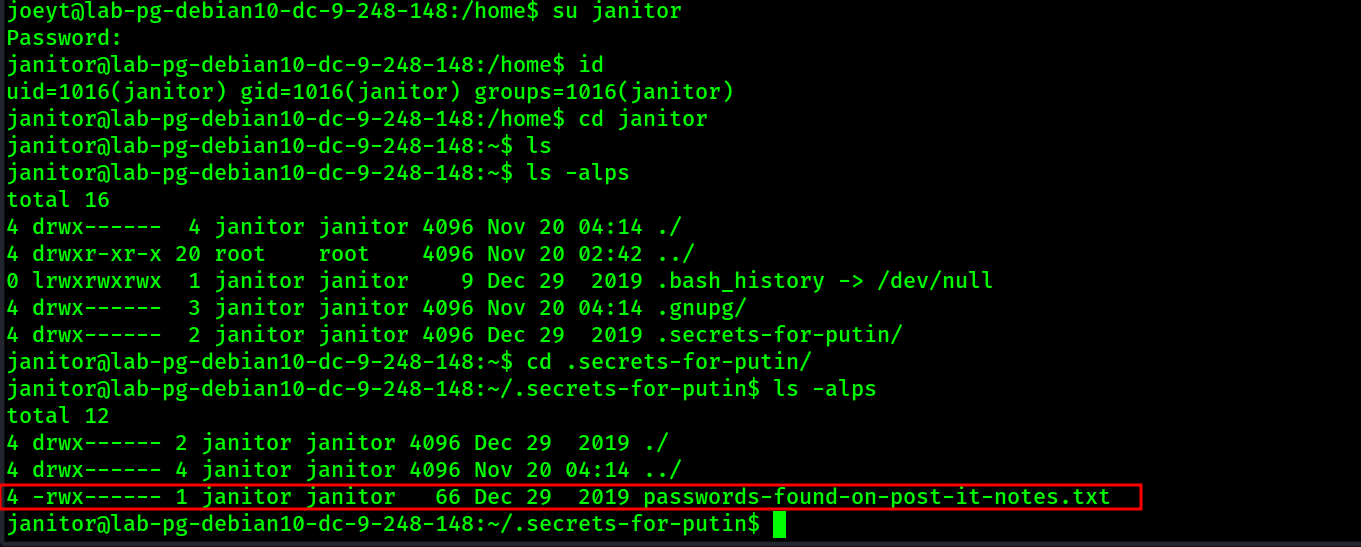 joeyt@lab-pg-debian10-dc-9-248-148:/home$ su janitor
Password:
janitor@lab-pg-debian10-dc-9-248-148:/home$ id
uid=1016(janitor) gid=1016(janitor) groups=1016(janitor)
janitor@lab-pg-debian10-dc-9-248-148:/home$ cd janitor
janitor@lab-pg-debian10-dc-9-248-148:~$ ls
janitor@lab-pg-debian10-dc-9-248-148:~$ ls -alps
total 16
4 drwx------  4 janitor janitor 4096 Nov 20 04:14 ./
4 drwxr-xr-x 20 root    root    4096 Nov 20 02:42 ../
0 lrwxrwxrwx  1 janitor janitor    9 Dec 29  2019 .bash_history -> /dev/null
4 drwx------  3 janitor janitor 4096 Nov 20 04:14 .gnupg/
4 drwx------  2 janitor janitor 4096 Dec 29  2019 .secrets-for-putin/
janitor@lab-pg-debian10-dc-9-248-148:~$ cd .secrets-for-putin/
janitor@lab-pg-debian10-dc-9-248-148:~/.secrets-for-putin$ ls -alps
total 12
4 drwx------ 2 janitor janitor 4096 Dec 29  2019 ./
4 drwx------ 4 janitor janitor 4096 Nov 20 04:14 ../
4 -rwx------ 1 janitor janitor   66 Dec 29  2019 passwords-found-on-post-it-notes.txt
janitor@lab-pg-debian10-dc-9-248-148:~/.secrets-for-putin$